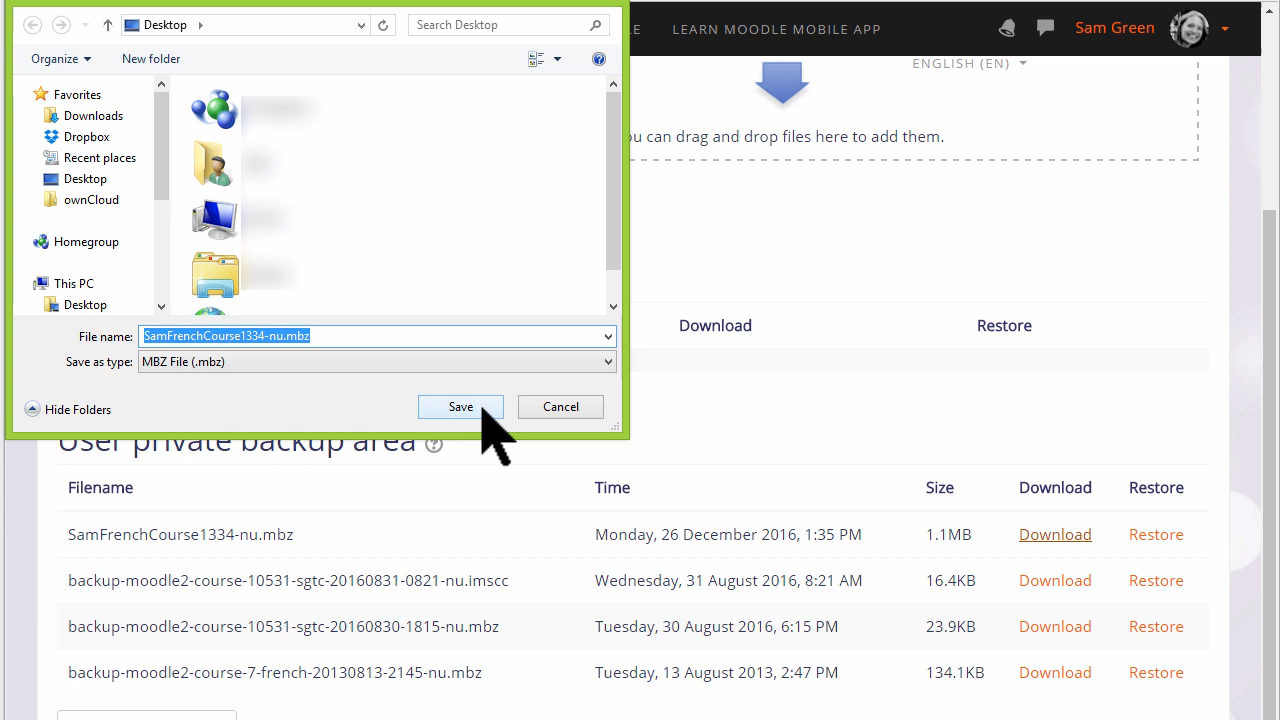 Desktop
Search Desktop
Organize
New folder
Favorites
Downloads
Dropbox
Recent places
Desktop
ownCloud
Homegroup
This PC
Desktop
File name: SamFrenchCourse1334-nu.mbz
Save as type: MBZ File (.mbz)
Hide Folders
Save
Cancel
LEARN MOODLE MOBILE APP
Sam Green
ENGLISH (EN)
can drag and drop files here to add them.
Download Restore
User private backup area
Filename Time Size Download Restore
SamFrenchCourse1334-nu.mbz Monday, 26 December 2016, 1:35 PM 1.1MB Download Restore
backup-moodle2-course-10531-sgtc-20160831-0821-nu.imscc Wednesday, 31 August 2016, 8:21 AM 16.4KB Download Restore
backup-moodle2-course-10531-sgtc-20160830-1815-nu.mbz Tuesday, 30 August 2016, 6:15 PM 23.9KB Download Restore
backup-moodle2-course-7-french-20130813-2145-nu.mbz Tuesday, 13 August 2013, 2:47 PM 134.1KB Download Restore